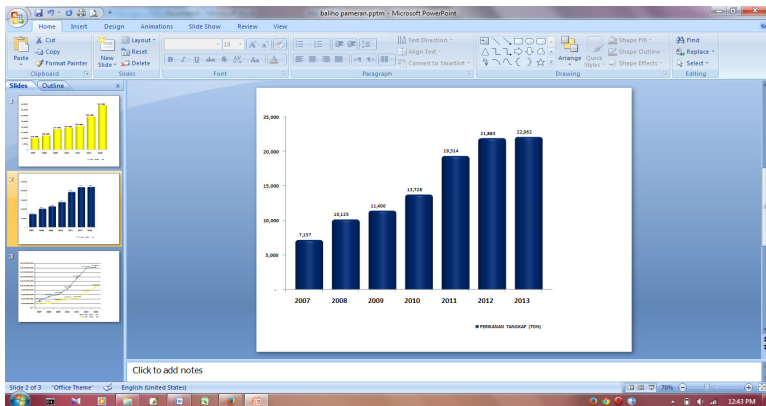 baliho pameran.pptm - Microsoft PowerPoint
Home Insert Design Animations Slide Show Review View
Paste
Cut
Copy
Format Painter
Clipboard
New Slide
Layout
Reset
Delete
Slides
18
Font
Text Direction
Align Text
Convert to SmartArt
Paragraph
Arrange
Quick Styles
Shape Fill
Shape Outline
Shape Effects
Drawing
Find
Replace
Select
Editing
Slides Outline x
1
2
3
25,000
20,000
15,000
10,000
5,000
-
7,157
10,125
11,400
13,728
19,314
21,893
22,062
2007 2008 2009 2010 2011 2012 2013
PERIKANAN TANGKAP (TON)
Click to add notes
Slide 2 of 3 "Office Theme" English (United States) 70%
12:43 PM